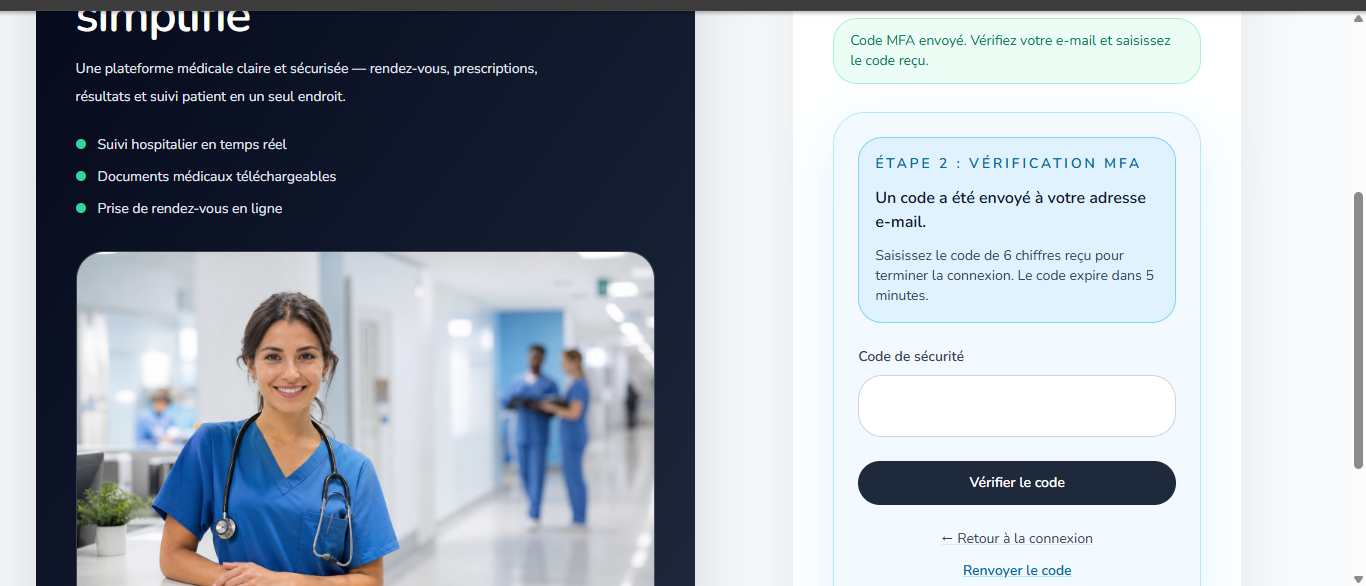 simplifié
Une plateforme médicale claire et sécurisée — rendez-vous, prescriptions,
résultats et suivi patient en un seul endroit.
Suivi hospitalier en temps réel
Documents médicaux téléchargeables
Prise de rendez-vous en ligne
Code MFA envoyé. Vérifiez votre e-mail et saisissez
le code reçu.
ÉTAPE 2 : VÉRIFICATION MFA
Un code a été envoyé à votre adresse
e-mail.
Saisissez le code de 6 chiffres reçu pour
terminer la connexion. Le code expire dans 5
minutes.
Code de sécurité
Vérifier le code
← Retour à la connexion
Renvoyer le code